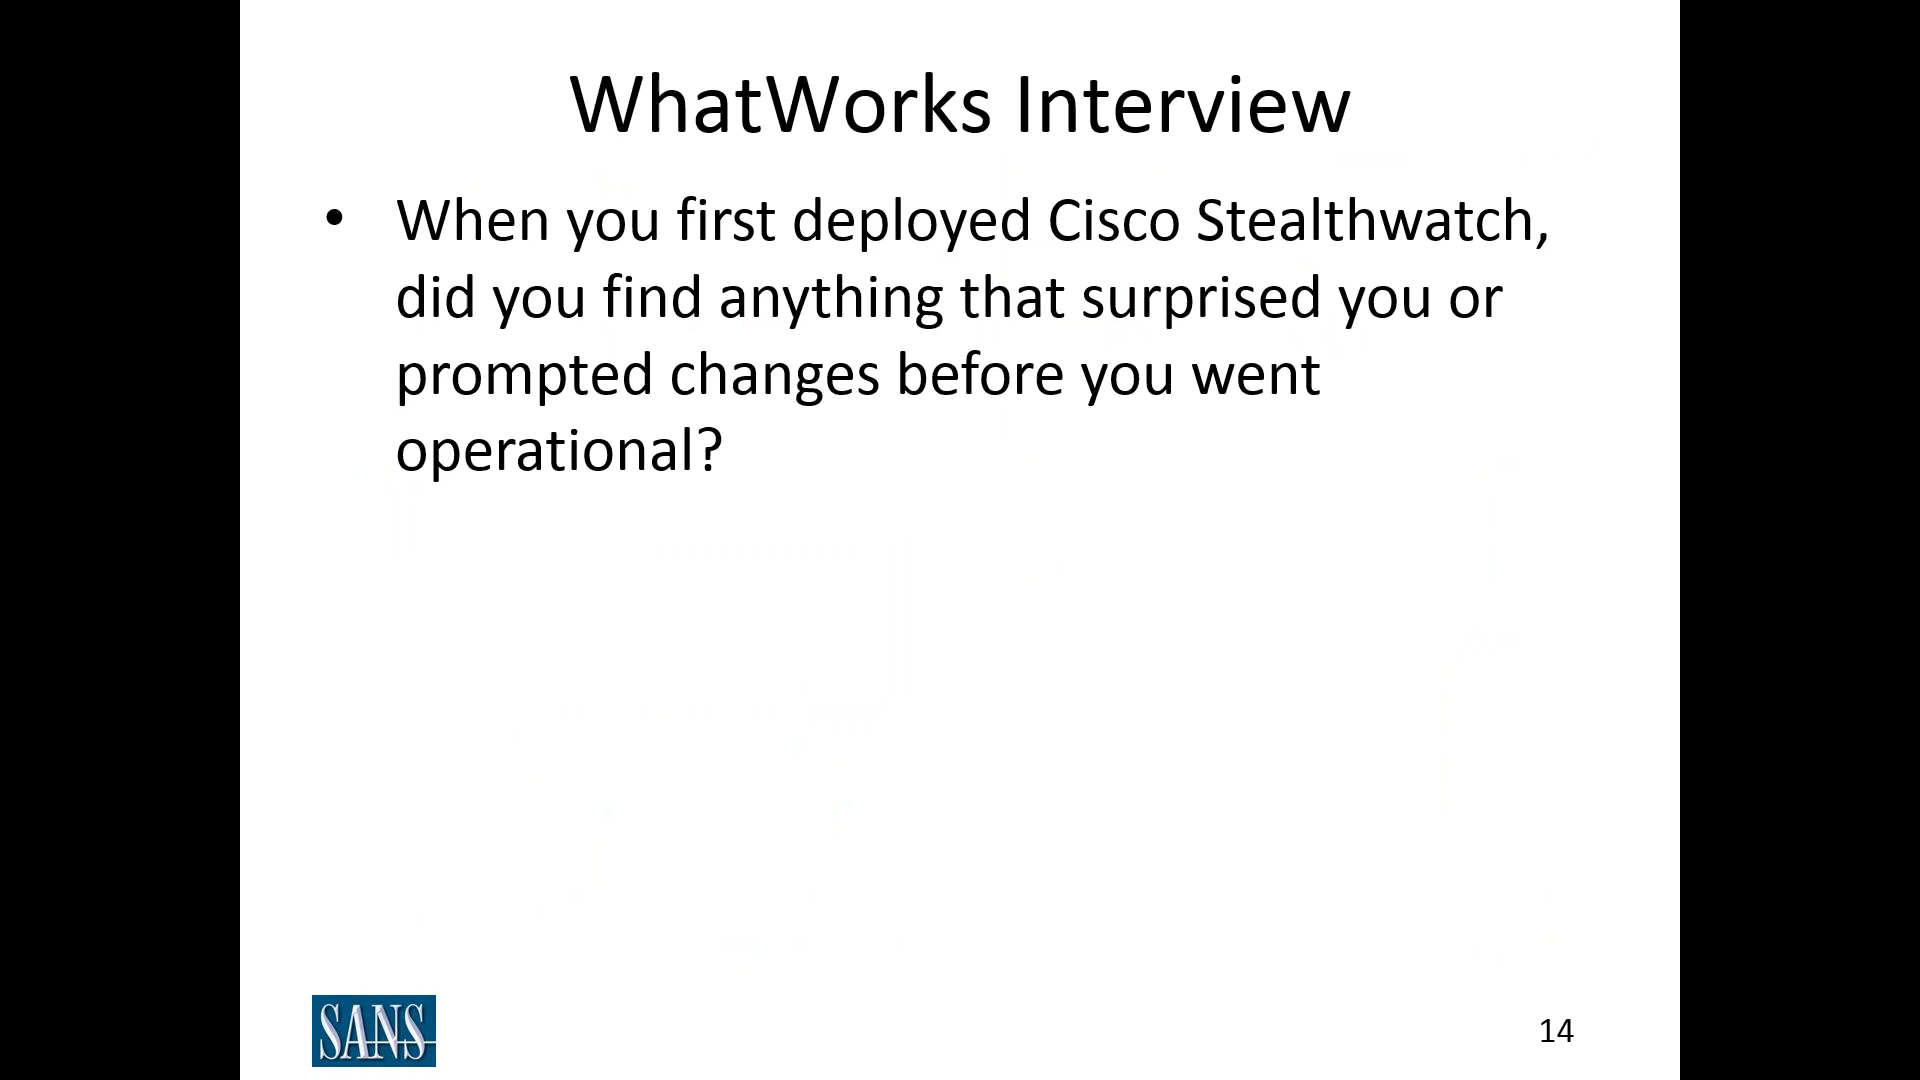 WhatWorks Interview
• When you first deployed Cisco Stealthwatch,
did you find anything that surprised you or
prompted changes before you went
operational?
SANS
14